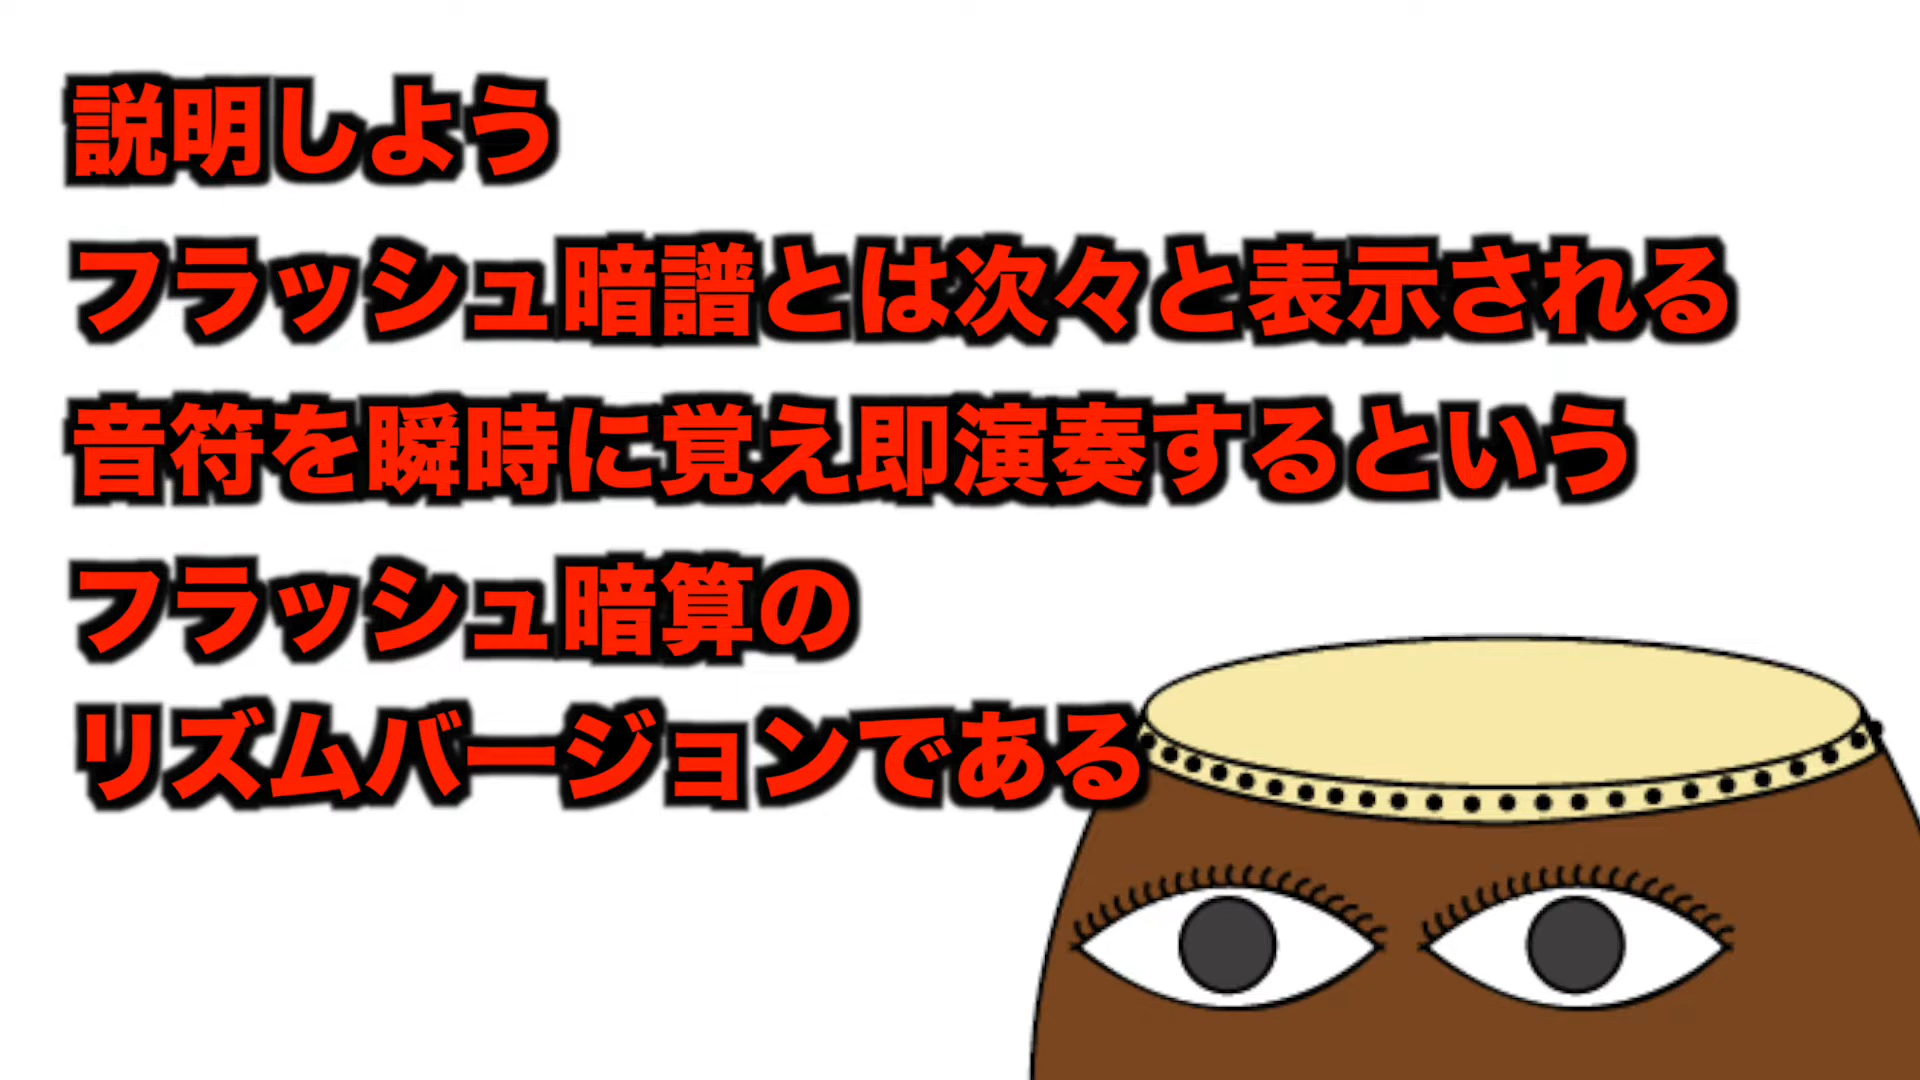 説明しよう
フラッシュ暗譜とは次々と表示される
音符を瞬時に覚え即演奏するという
フラッシュ暗算の
リズムバージョンである